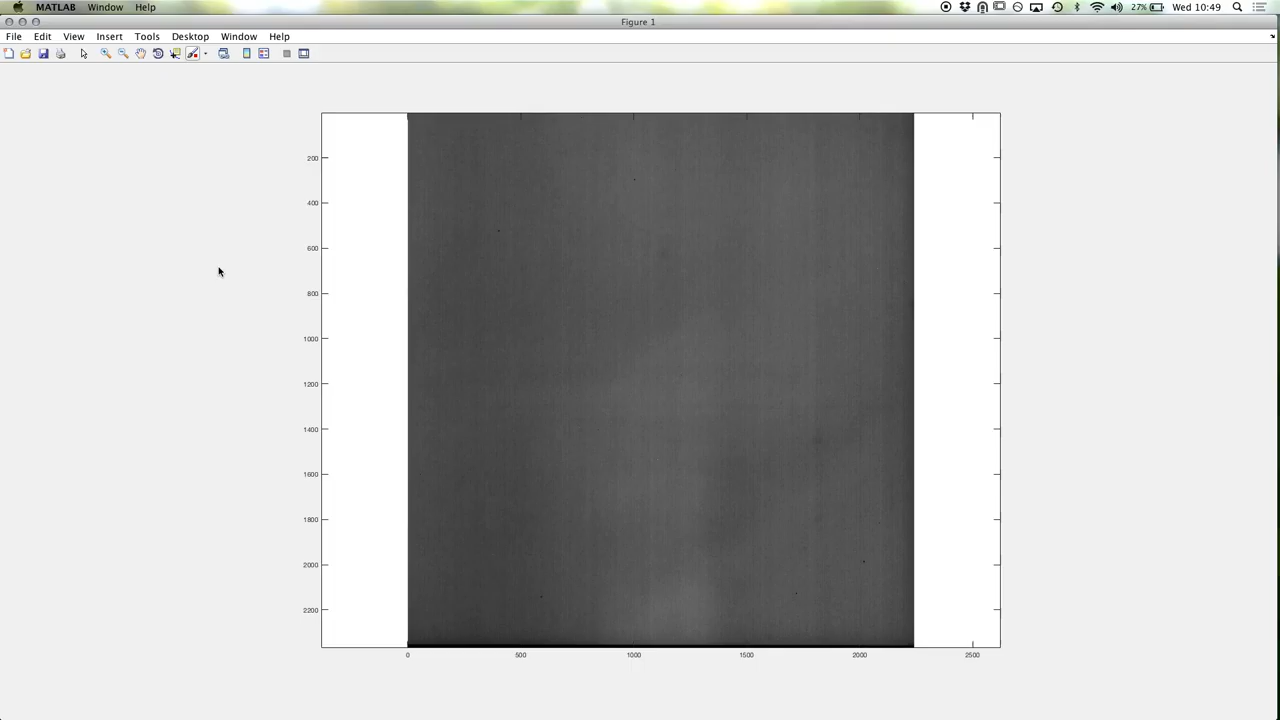 MATLAB Window Help 27% Wed 10:49
Figure 1
File Edit View Insert Tools Desktop Window Help
200
400
600
800
1000
1200
1400
1600
1800
2000
2200
0 500 1000 1500 2000 2500